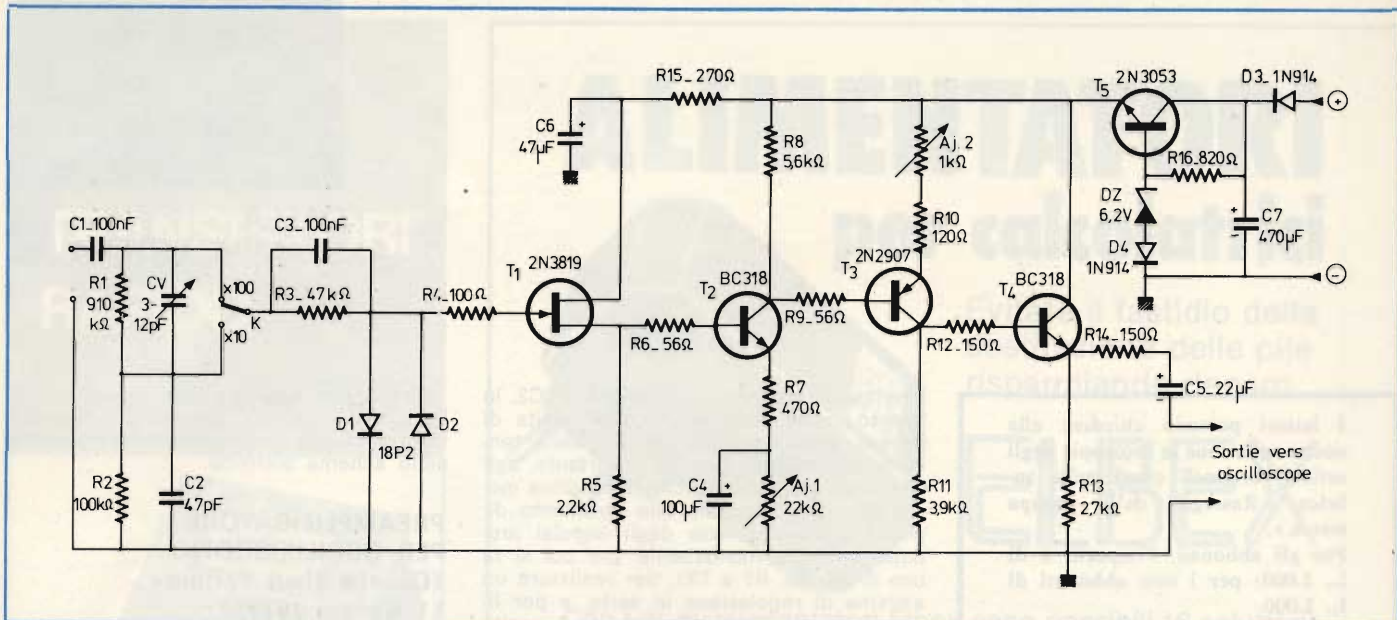 C1_100nF
R1
910
kΩ
CV
3-
12pF
R2
100kΩ
C2
47pF
x100
K
x10
C3_100nF
R3_47kΩ
D1
18P2
D2
R4_100Ω
T1
2N3819
C6
47µF
+
R15_270Ω
R5
2,2kΩ
R6_56Ω
T2
BC318
R8
5,6kΩ
R7
470Ω
C4
100µF
+
Aj.1
22kΩ
R9_56Ω
Aj.2
1kΩ
R10
120Ω
T3
2N2907
R11
3,9kΩ
R12_150Ω
T4
BC318
R13
2,7kΩ
R14_150Ω
+
C5_22µF
-
Sortie vers
oscilloscope
T5
2N3053
D3_1N914
+
R16_820Ω
DZ
6,2V
D4
1N914
+
C7
470µF
-
-